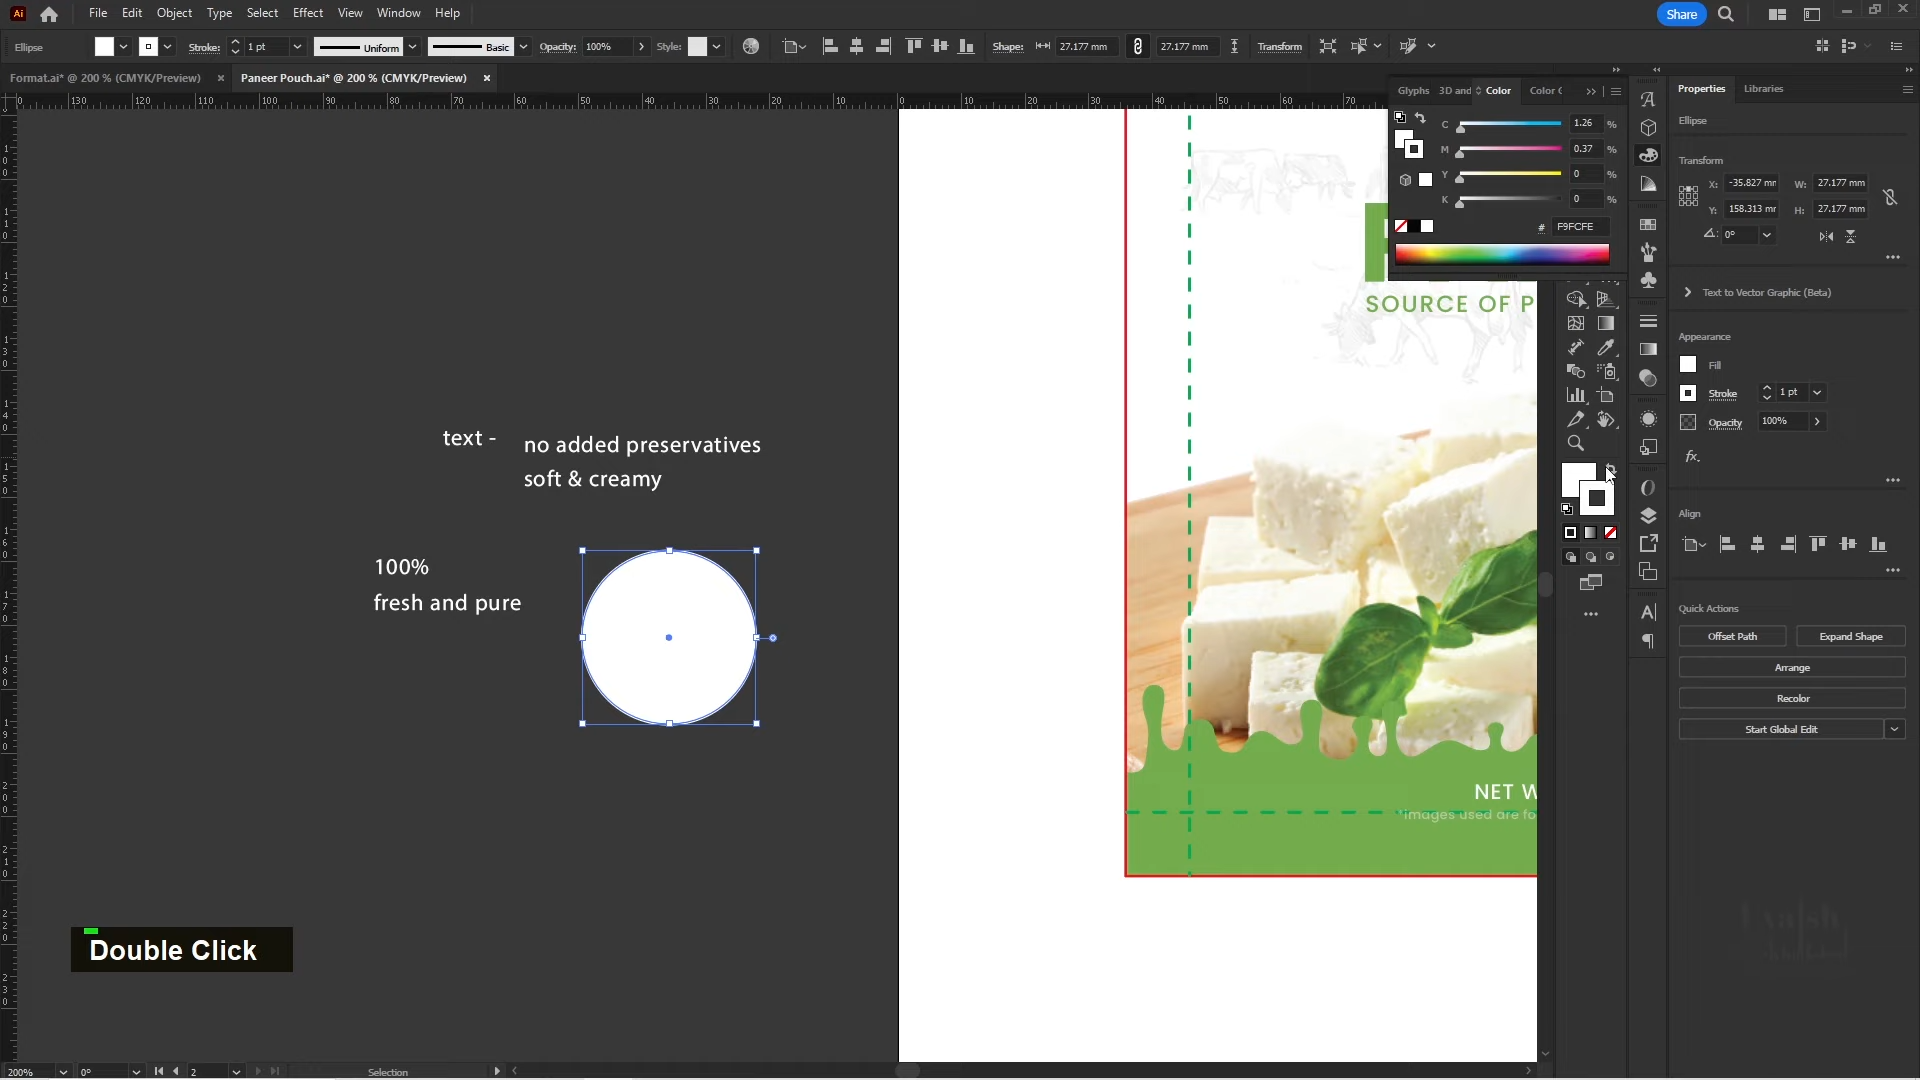 Ai File Edit Object Type Select Effect View Window Help Share
Ellipse Stroke: 1 pt Uniform Basic Opacity: 100% Style: Shape: 27.177 mm 27.177 mm Transform
Format.ai* @ 200 % (CMYK/Preview) × Paneer Pouch.ai* @ 200 % (CMYK/Preview) ×
Glyphs 3D and Color Color
C 1.26 %
M 0.37 %
Y 0 %
K 0 %
# F9FCFE
Properties Libraries
Ellipse
Transform
X: -35.827 mm W: 27.177 mm
Y: 158.313 mm H: 27.177 mm
0°
Text to Vector Graphic (Beta)
Appearance
Fill
Stroke 1 pt
Opacity 100%
fx.
Align
Quick Actions
Offset Path Expand Shape
Arrange
Recolor
Start Global Edit
SOURCE OF P
text - no added preservatives
soft & creamy
100%
fresh and pure
NET W
*Images used are fo
Double Click
200% 0° 2 Selection